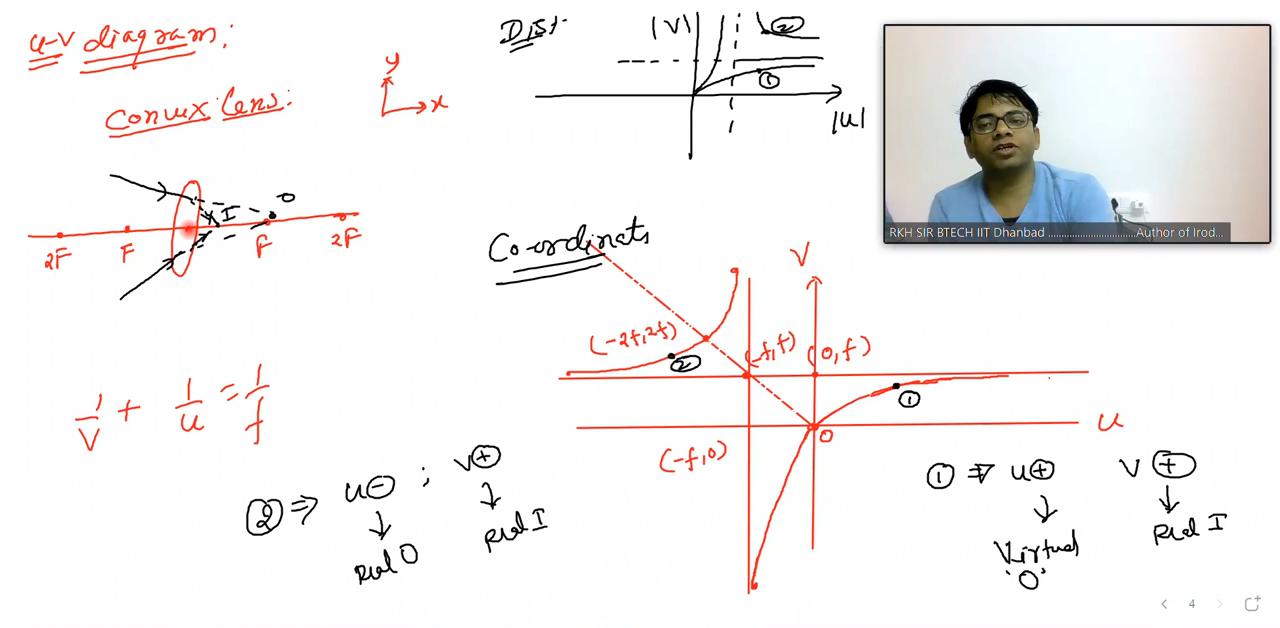 u-v diagram:
Convex lens:
y
x
I
O
2F
F
F
2F
1/v + 1/u = 1/f
Dist:
|V|
|u|
②
①
RKH SIR BTECH IIT Dhanbad ..................................Author of Irod...
Co-ordinats
V
u
(-2f, 2f)
(-f, f)
(0, f)
②
①
O
(-f, 0)
② ⇒ u⊖ ; v⊕
↓ ↓
Real O Real I
① ⇒ u⊕ V ⊕
↓ ↓
Virtual 'O' Real I
< 4 >